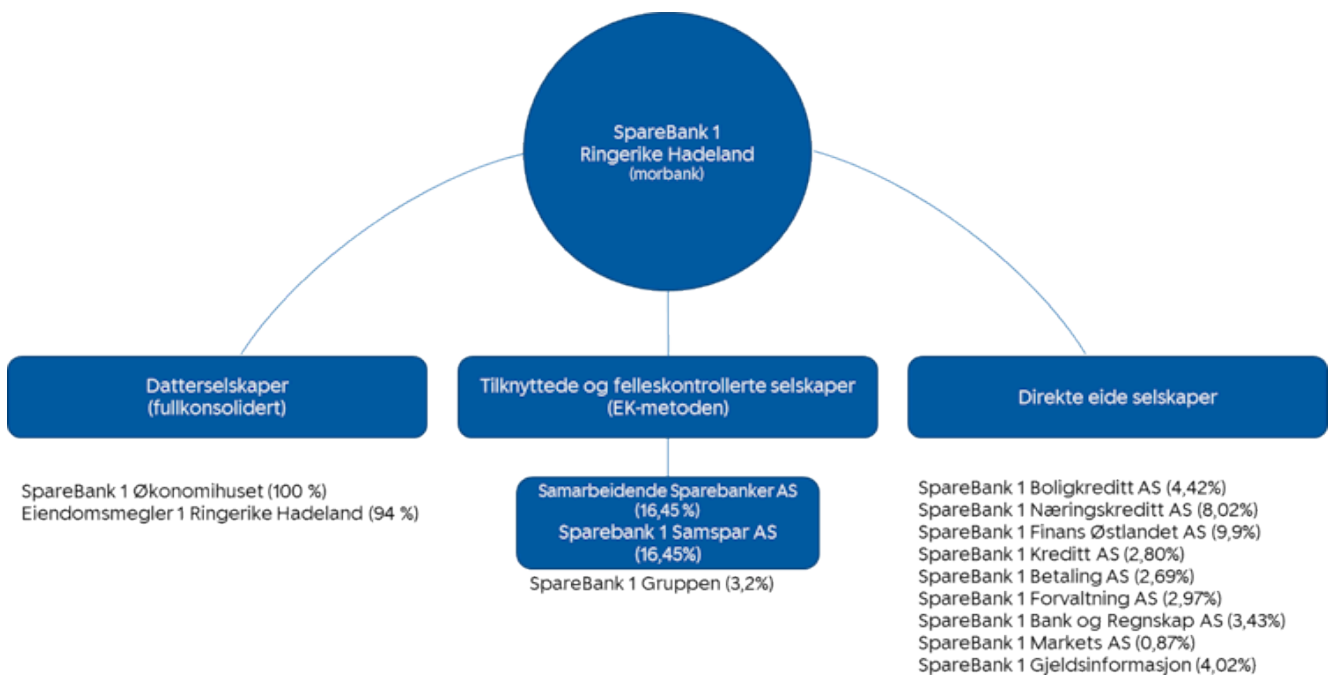 SpareBank 1
Ringerike Hadeland
(morbank)
Datterselskaper
(fullkonsolidert)
SpareBank 1 Økonomihuset (100 %)
Eiendomsmegler 1 Ringerike Hadeland (94 %)
Tilknyttede og felleskontrollerte selskaper
(EK-metoden)
Samarbeidende Sparebanker AS
(16,45 %)
Sparebank 1 Samspar AS
(16,45%)
SpareBank 1 Gruppen (3,2%)
Direkte eide selskaper
SpareBank 1 Boligkreditt AS (4,42%)
SpareBank 1 Næringskreditt AS (8,02%)
SpareBank 1 Finans Østlandet AS (9,9%)
SpareBank 1 Kreditt AS (2,80%)
SpareBank 1 Betaling AS (2,69%)
SpareBank 1 Forvaltning AS (2,97%)
SpareBank 1 Bank og Regnskap AS (3,43%)
SpareBank 1 Markets AS (0,87%)
SpareBank 1 Gjeldsinformasjon (4,02%)